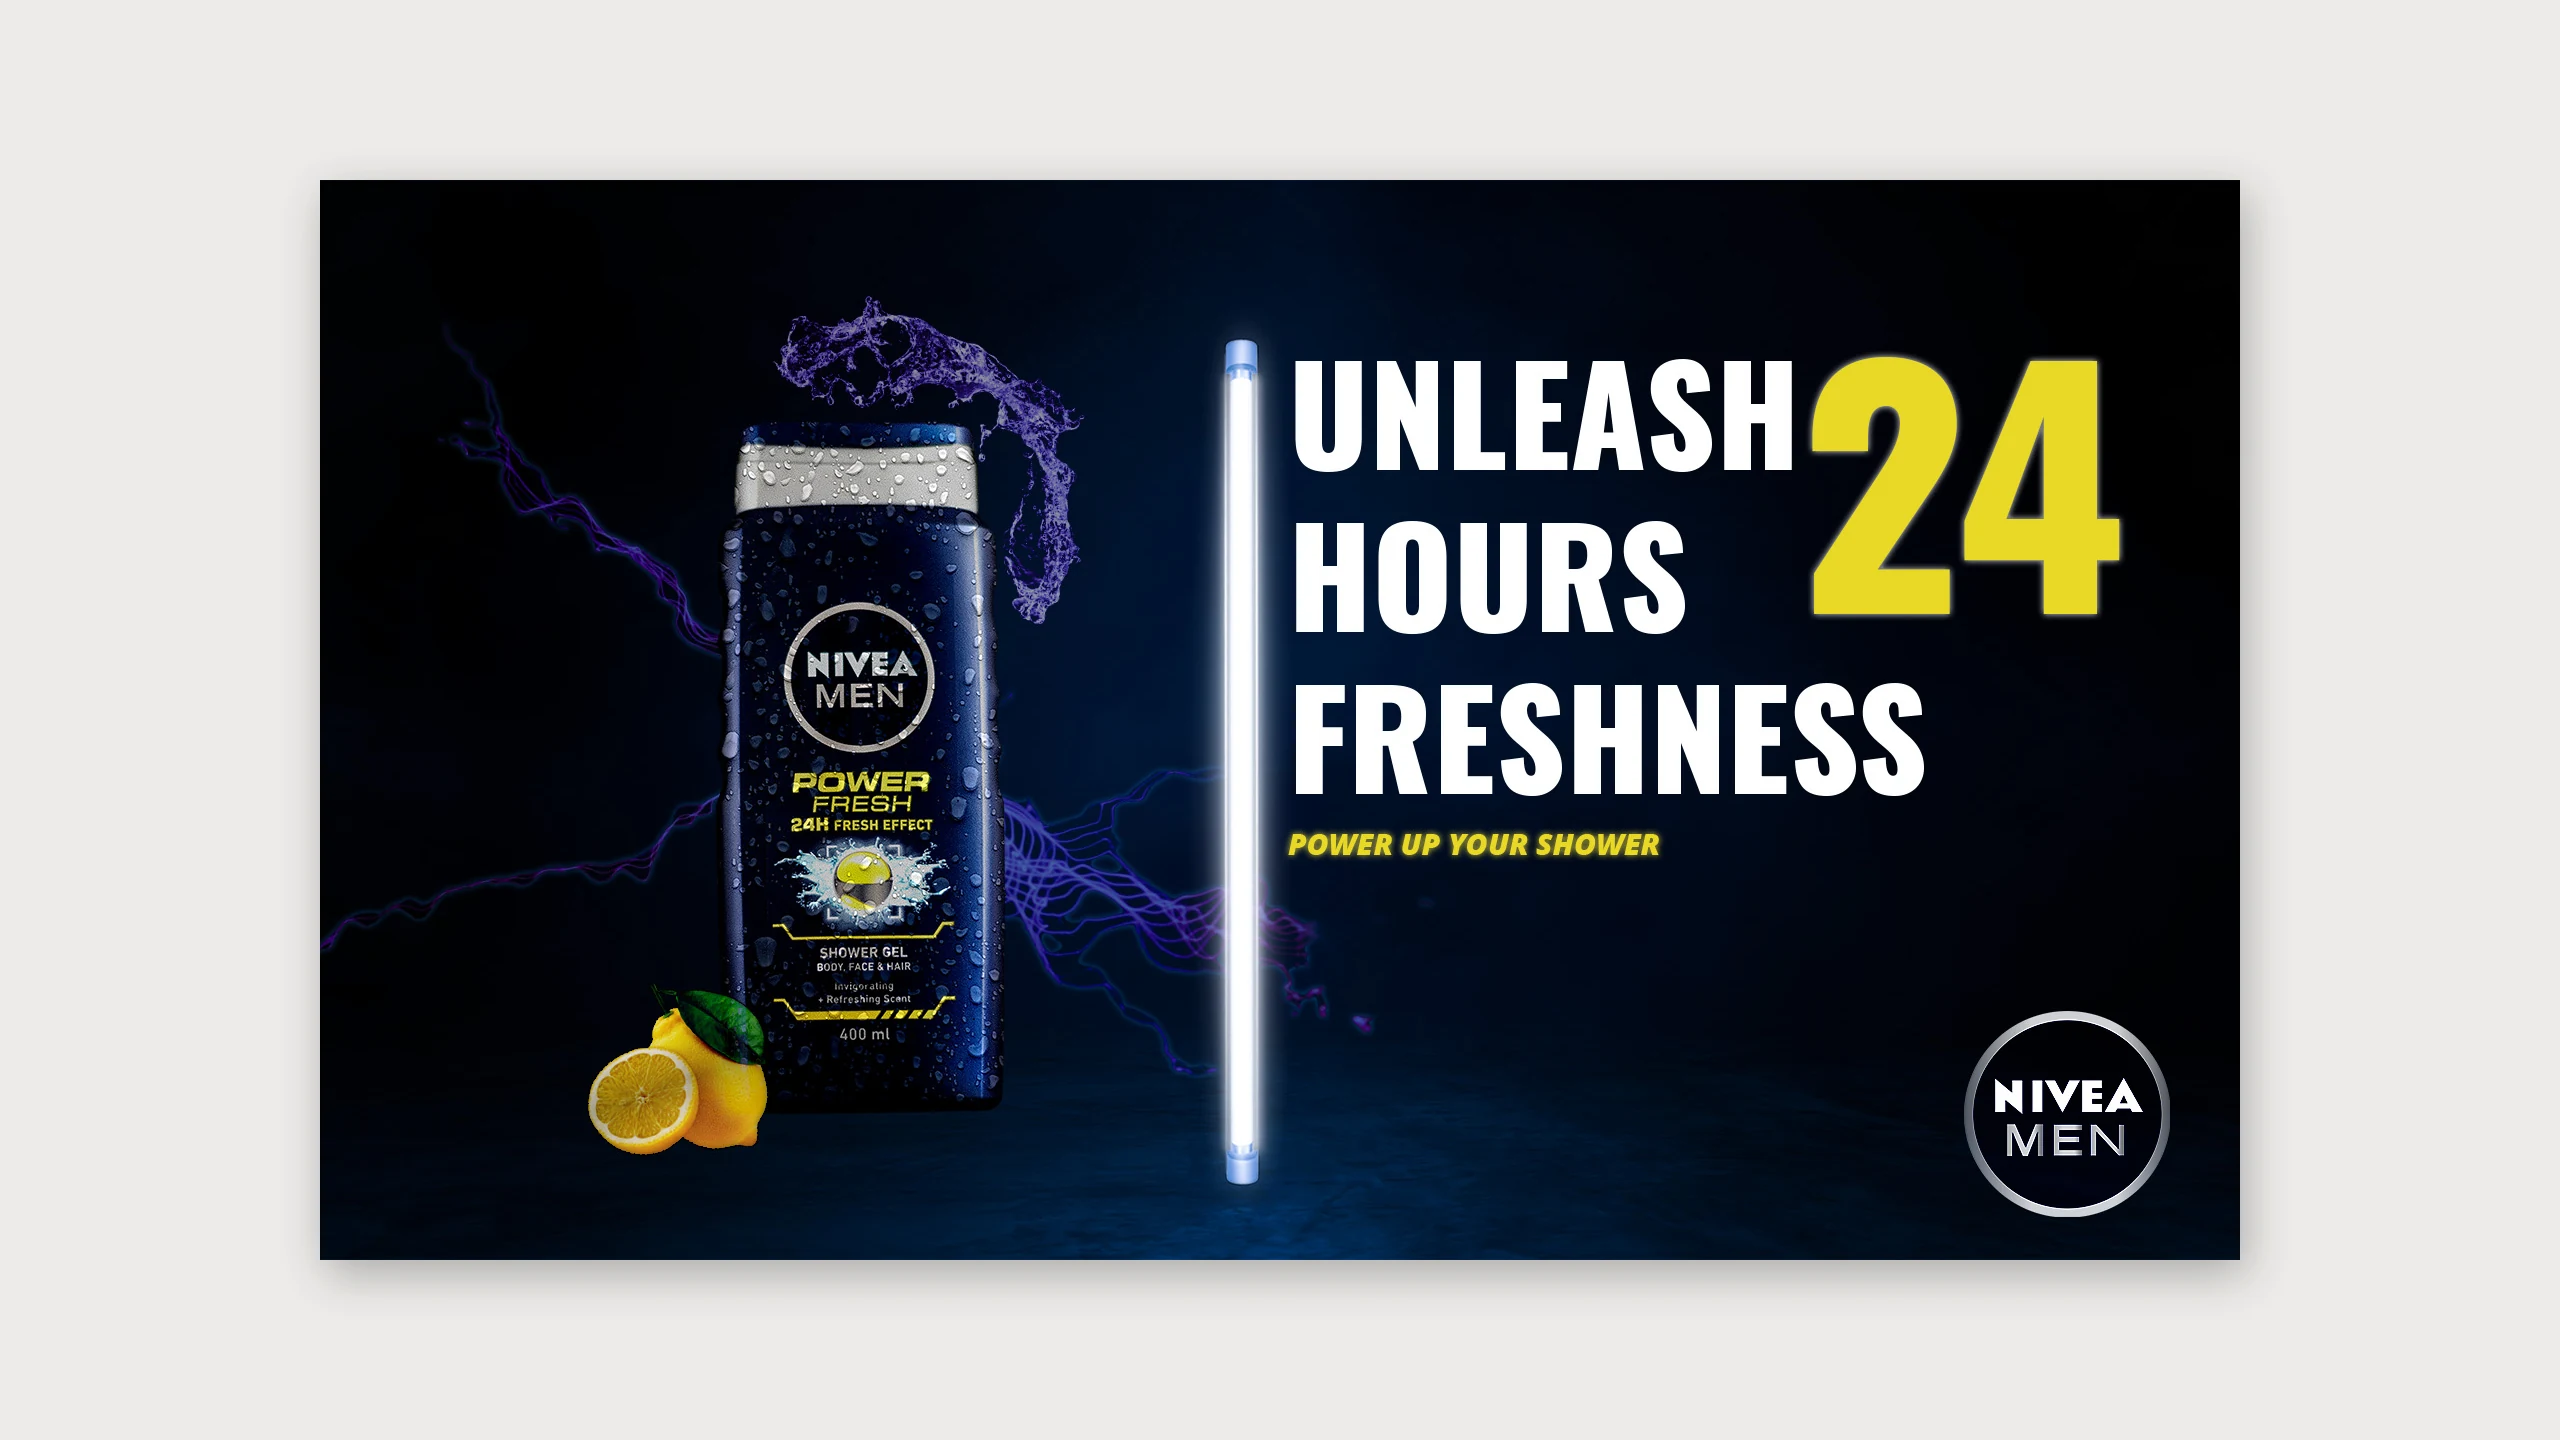 UNLEASH 24
HOURS
FRESHNESS
POWER UP YOUR SHOWER
NIVEA
MEN
POWER
FRESH
24H FRESH EFFECT
SHOWER GEL
BODY, FACE & HAIR
Invigorating
+ Refreshing Scent
400 ml
NIVEA
MEN